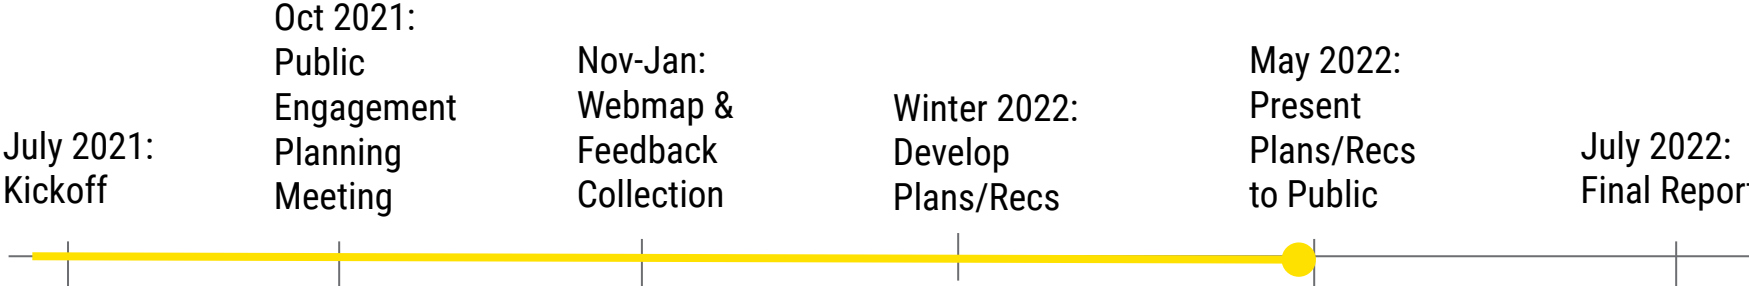 July 2021:
Kickoff
Oct 2021:
Public
Engagement
Planning
Meeting
Nov-Jan:
Webmap &
Feedback
Collection
Winter 2022:
Develop
Plans/Recs
May 2022:
Present
Plans/Recs
to Public
July 2022:
Final Report